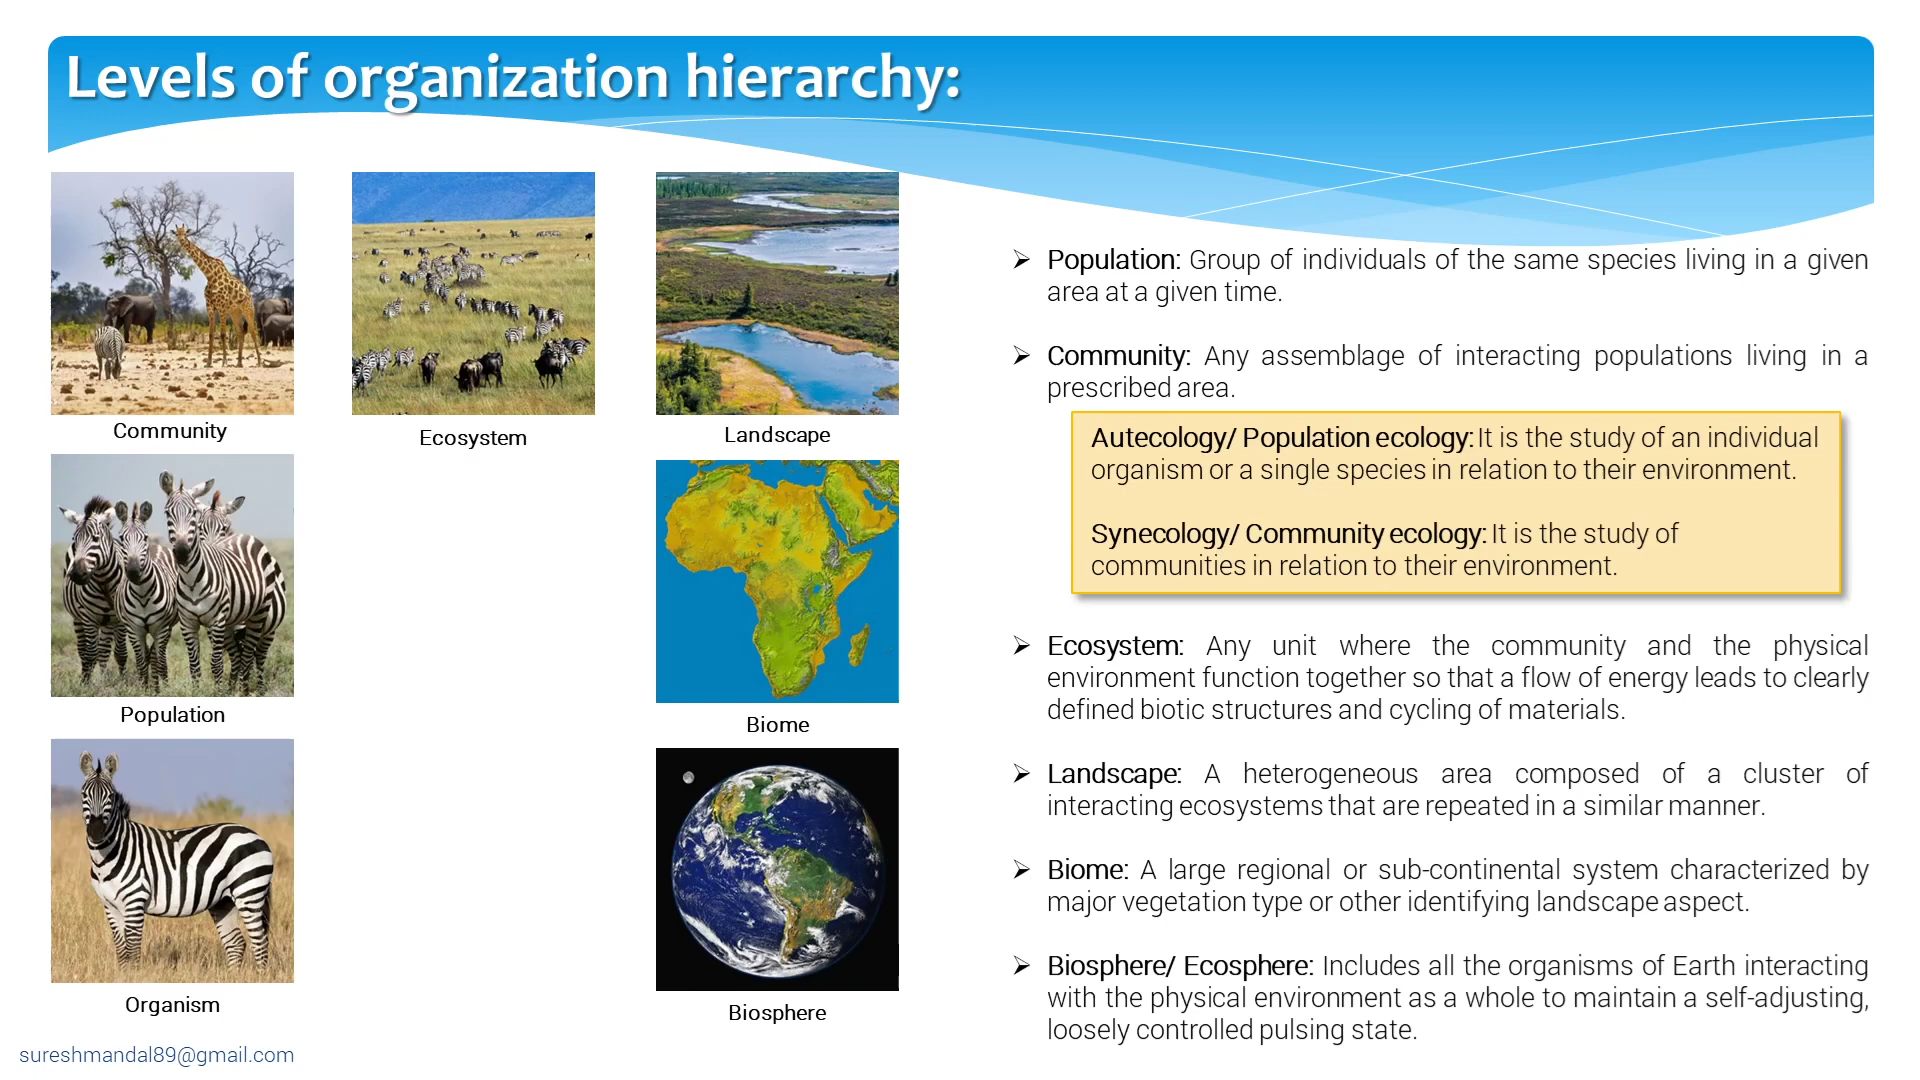 Levels of organization hierarchy:
Community
Ecosystem
Landscape
Population
Biome
Organism
Biosphere
➢ Population: Group of individuals of the same species living in a given
area at a given time.
➢ Community: Any assemblage of interacting populations living in a
prescribed area.
Autecology/ Population ecology: It is the study of an individual
organism or a single species in relation to their environment.
Synecology/ Community ecology: It is the study of
communities in relation to their environment.
➢ Ecosystem: Any unit where the community and the physical
environment function together so that a flow of energy leads to clearly
defined biotic structures and cycling of materials.
➢ Landscape: A heterogeneous area composed of a cluster of
interacting ecosystems that are repeated in a similar manner.
➢ Biome: A large regional or sub-continental system characterized by
major vegetation type or other identifying landscape aspect.
➢ Biosphere/ Ecosphere: Includes all the organisms of Earth interacting
with the physical environment as a whole to maintain a self-adjusting,
loosely controlled pulsing state.
sureshmandal89@gmail.com